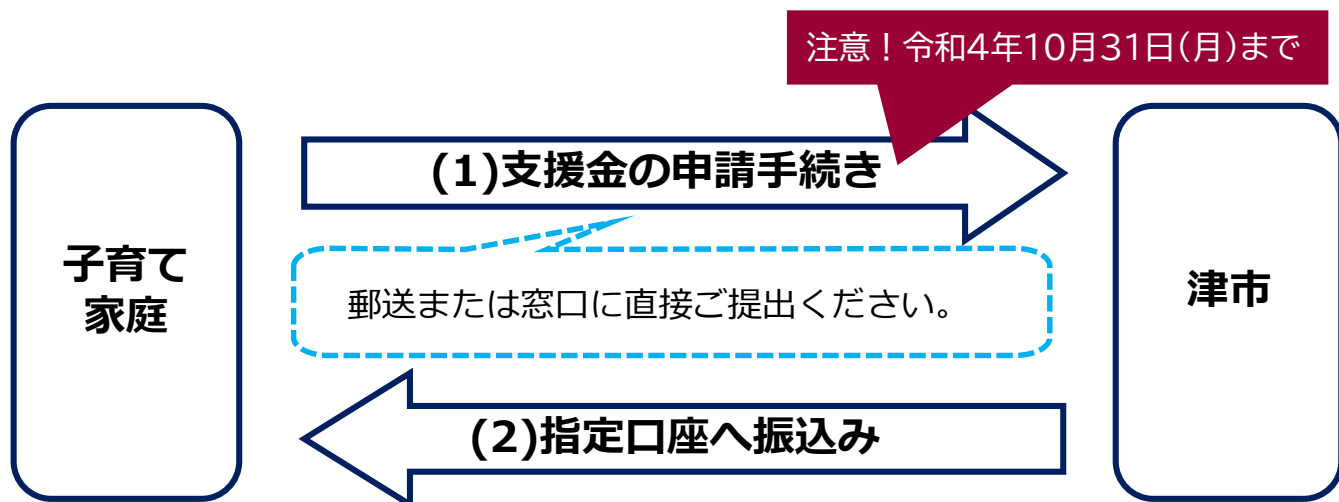 注意！令和4年10月31日(月)まで
(1)支援金の申請手続き
子育て
家庭
郵送または窓口に直接ご提出ください。
津市
(2)指定口座へ振込み